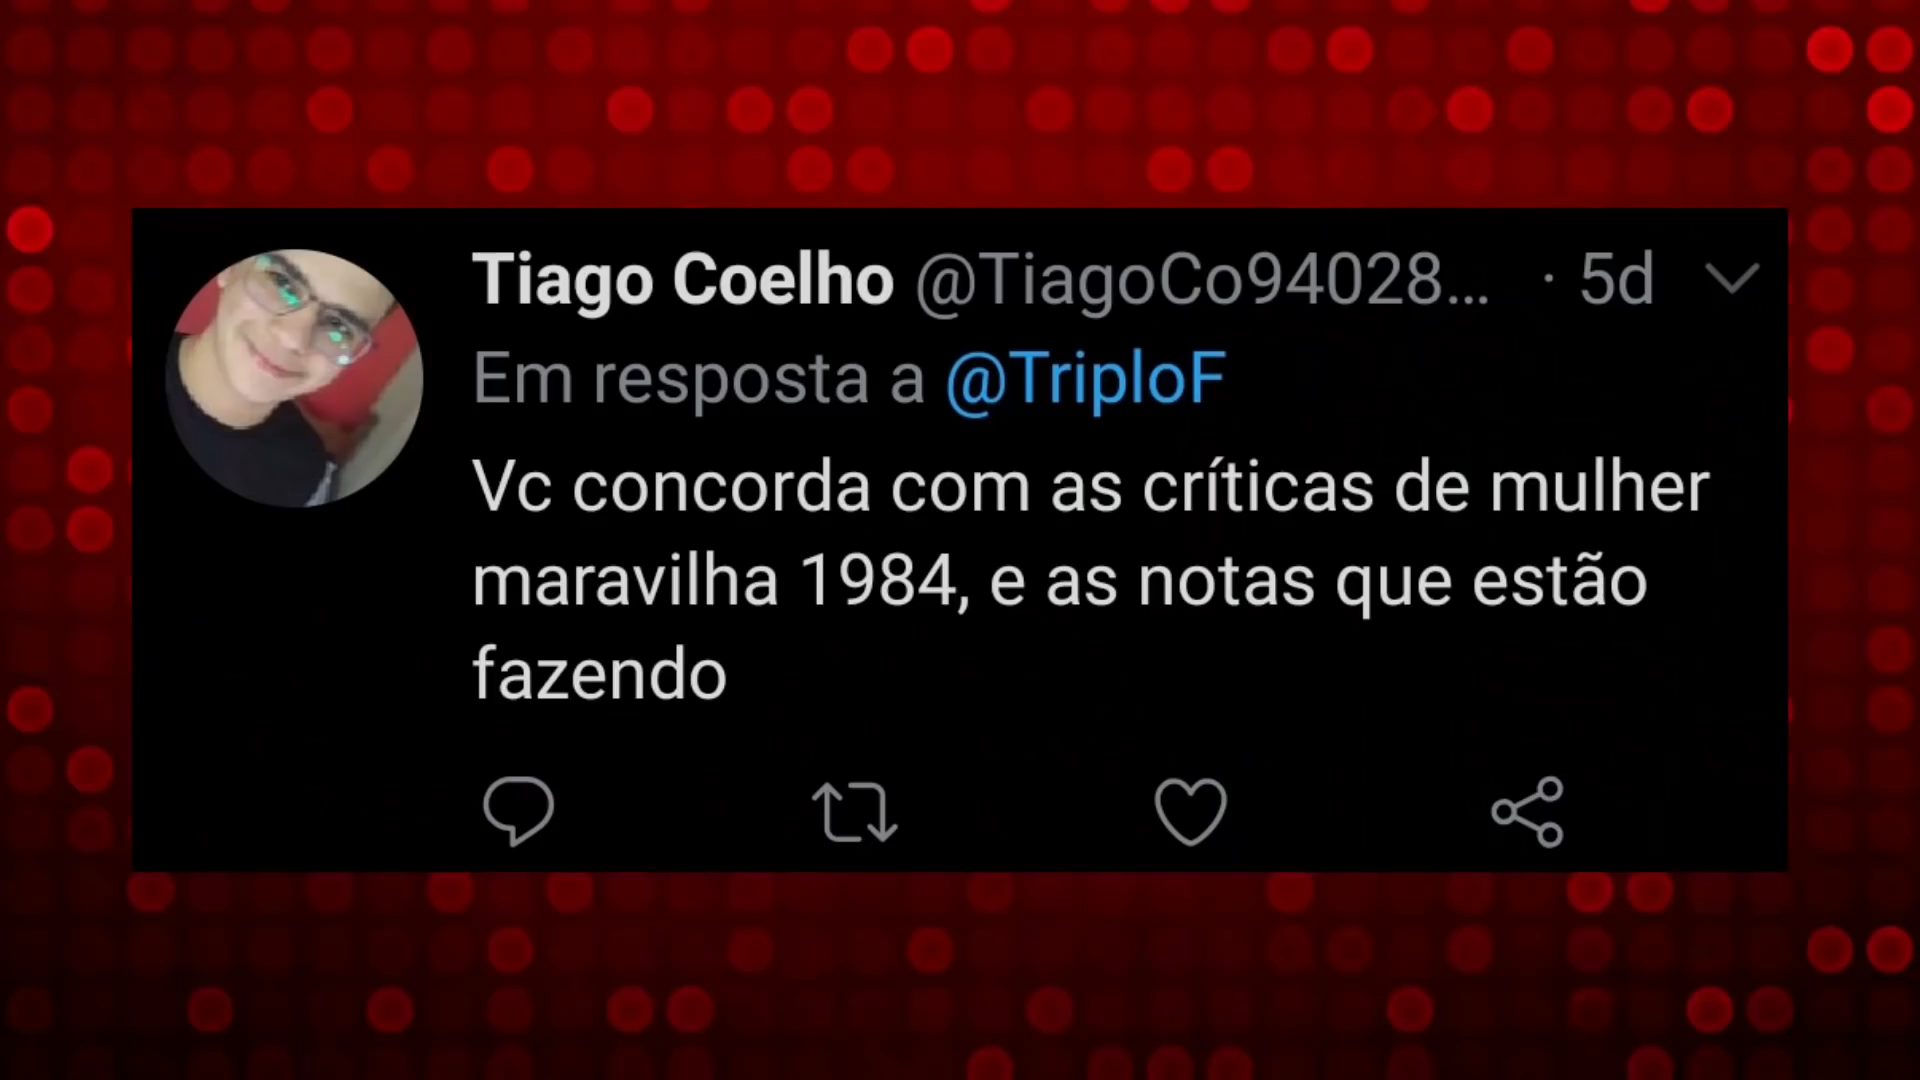 Tiago Coelho @TiagoCo94028... · 5d
Em resposta a @TriploF
Vc concorda com as críticas de mulher
maravilha 1984, e as notas que estão
fazendo